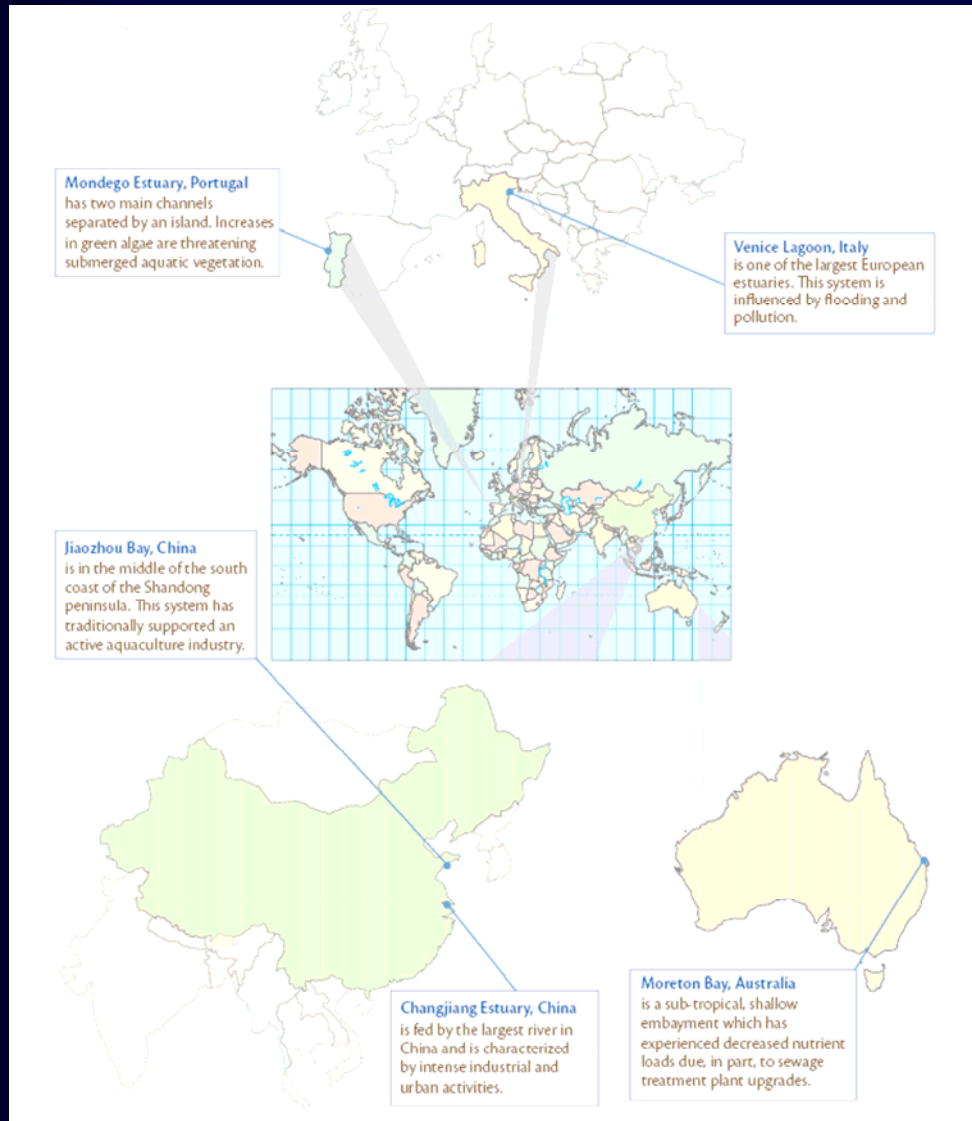 Mondego Estuary, Portugal
has two main channels
separated by an island. Increases
in green algae are threatening
submerged aquatic vegetation.
Venice Lagoon, Italy
is one of the largest European
estuaries. This system is
influenced by flooding and
pollution.
Jiaozhou Bay, China
is in the middle of the south
coast of the Shandong
peninsula. This system has
traditionally supported an
active aquaculture industry.
Changjiang Estuary, China
is fed by the largest river in
China and is characterized
by intense industrial and
urban activities.
Moreton Bay, Australia
is a sub-tropical, shallow
embayment which has
experienced decreased nutrient
loads due, in part, to sewage
treatment plant upgrades.